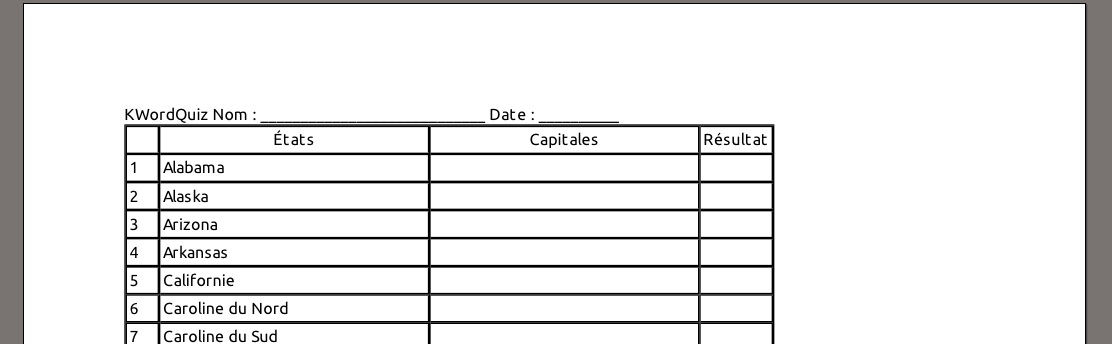 KWordQuiz Nom : ____________________________ Date : __________
États Capitales Résultat
1 Alabama
2 Alaska
3 Arizona
4 Arkansas
5 Californie
6 Caroline du Nord
7 Caroline du Sud